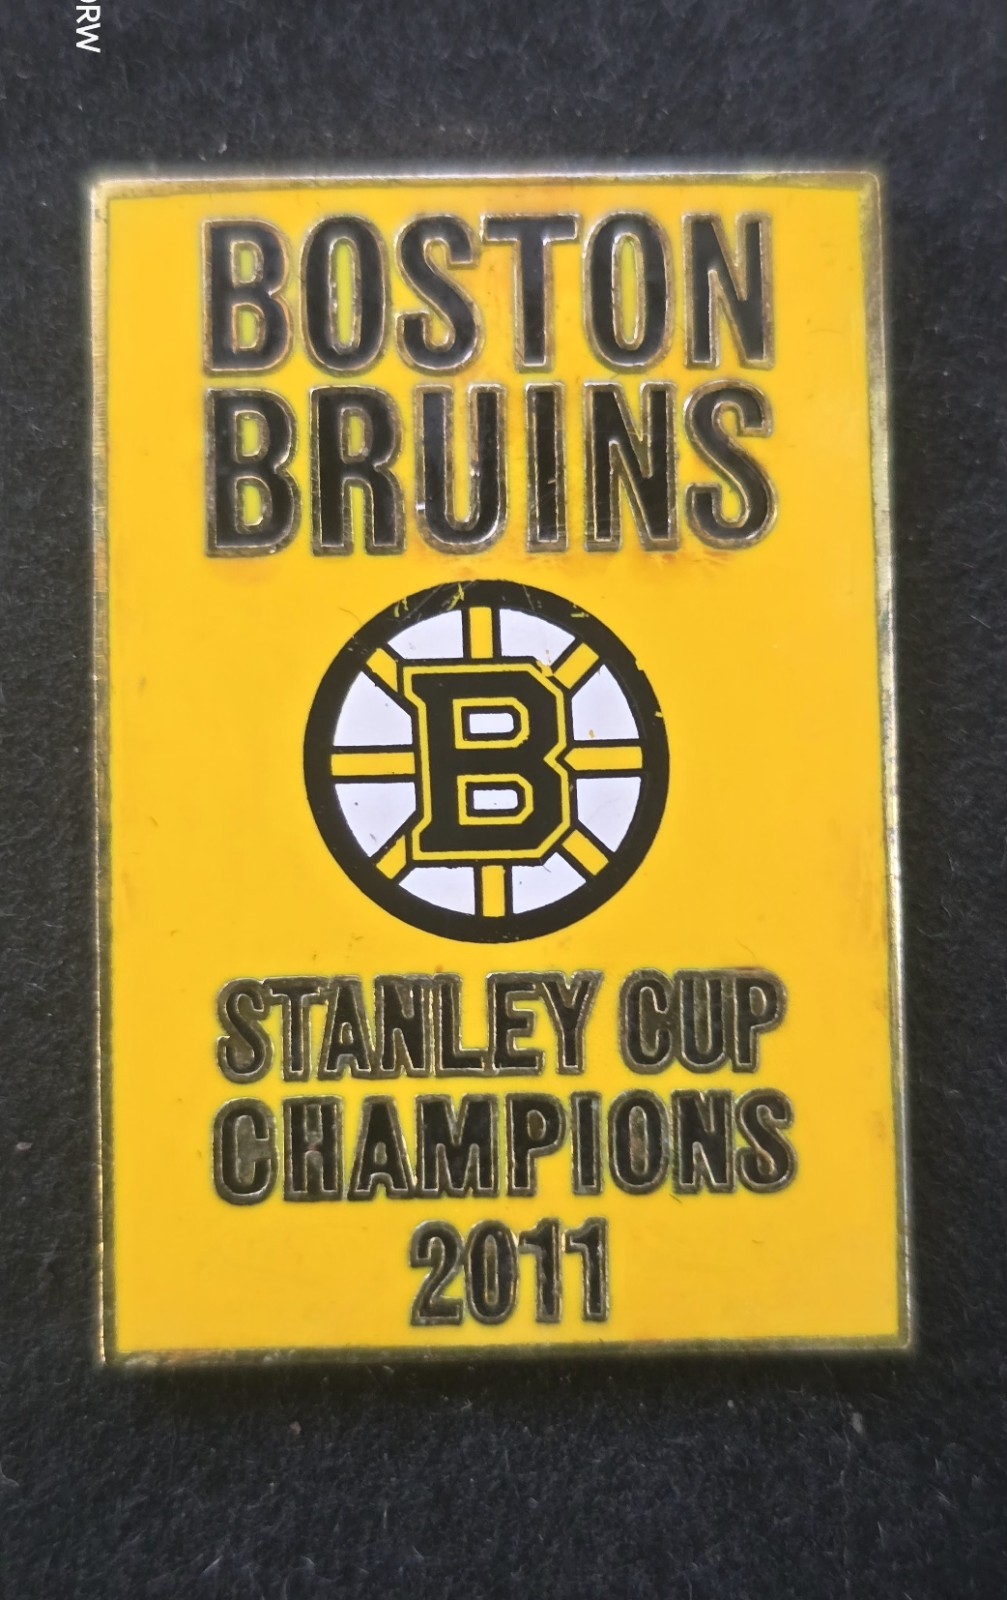 BOSTON
BRUINS
B
STANLEY CUP
CHAMPIONS
2011